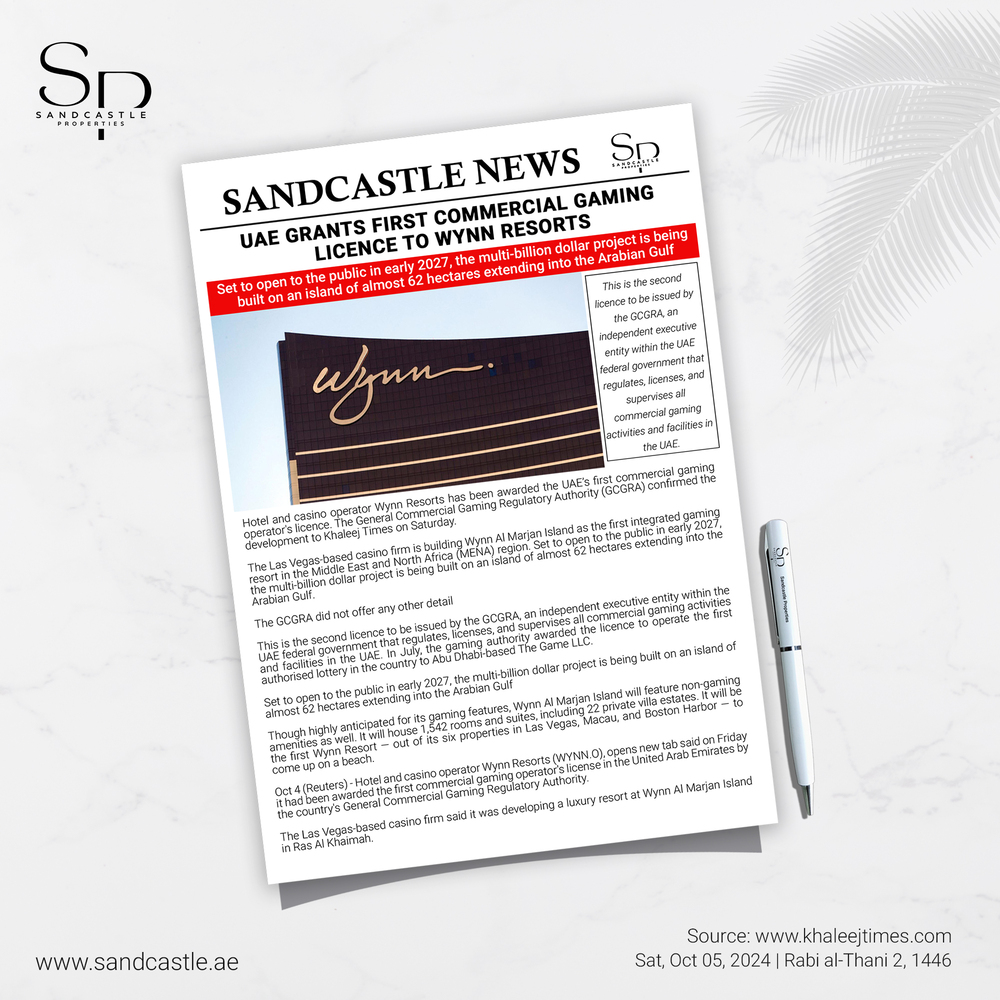 SP
SANDCASTLE
PROPERTIES
SANDCASTLE NEWS
SP
SANDCASTLE
PROPERTIES
UAE GRANTS FIRST COMMERCIAL GAMING
LICENCE TO WYNN RESORTS
Set to open to the public in early 2027, the multi-billion dollar project is being
built on an island of almost 62 hectares extending into the Arabian Gulf
Wynn.
This is the second
licence to be issued by
the GCGRA, an
independent executive
entity within the UAE
federal government that
regulates, licenses, and
supervises all
commercial gaming
activities and facilities in
the UAE.
Hotel and casino operator Wynn Resorts has been awarded the UAE's first commercial gaming
operator's licence. The General Commercial Gaming Regulatory Authority (GCGRA) confirmed the
development to Khaleej Times on Saturday.
The Las Vegas-based casino firm is building Wynn Al Marjan Island as the first integrated gaming
resort in the Middle East and North Africa (MENA) region. Set to open to the public in early 2027,
the multi-billion dollar project is being built on an island of almost 62 hectares extending into the
Arabian Gulf.
The GCGRA did not offer any other detail
This is the second licence to be issued by the GCGRA, an independent executive entity within the
UAE federal government that regulates, licenses, and supervises all commercial gaming activities
and facilities in the UAE. In July, the gaming authority awarded the licence to operate the first
authorised lottery in the country to Abu Dhabi-based The Game LLC.
Set to open to the public in early 2027, the multi-billion dollar project is being built on an island of
almost 62 hectares extending into the Arabian Gulf
Though highly anticipated for its gaming features, Wynn Al Marjan Island will feature non-gaming
amenities as well. It will house 1,542 rooms and suites, including 22 private villa estates. It will be
the first Wynn Resort — out of its six properties in Las Vegas, Macau, and Boston Harbor — to
come up on a beach.
Oct 4 (Reuters) - Hotel and casino operator Wynn Resorts (WYNN.O), opens new tab said on Friday
it had been awarded the first commercial gaming operator's license in the United Arab Emirates by
the country's General Commercial Gaming Regulatory Authority.
The Las Vegas-based casino firm said it was developing a luxury resort at Wynn Al Marjan Island
in Ras Al Khaimah.
SP
Sandcastle Properties
www.sandcastle.ae
Source: www.khaleejtimes.com
Sat, Oct 05, 2024 | Rabi al-Thani 2, 1446